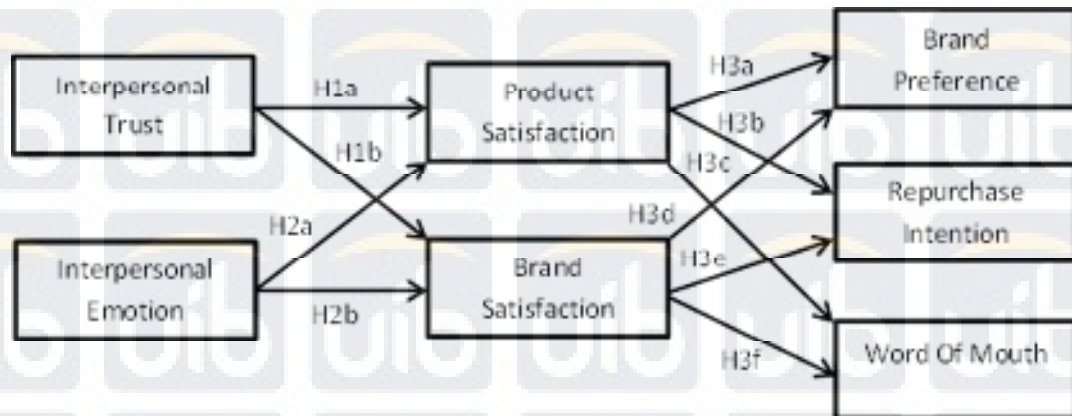 Interpersonal
Trust
H1a
H1b
Interpersonal
Emotion
H2a
H2b
Product
Satisfaction
Brand
Satisfaction
H3a
H3b
H3c
H3d
H3e
H3f
Brand
Preference
Repurchase
Intention
Word Of Mouth
uib